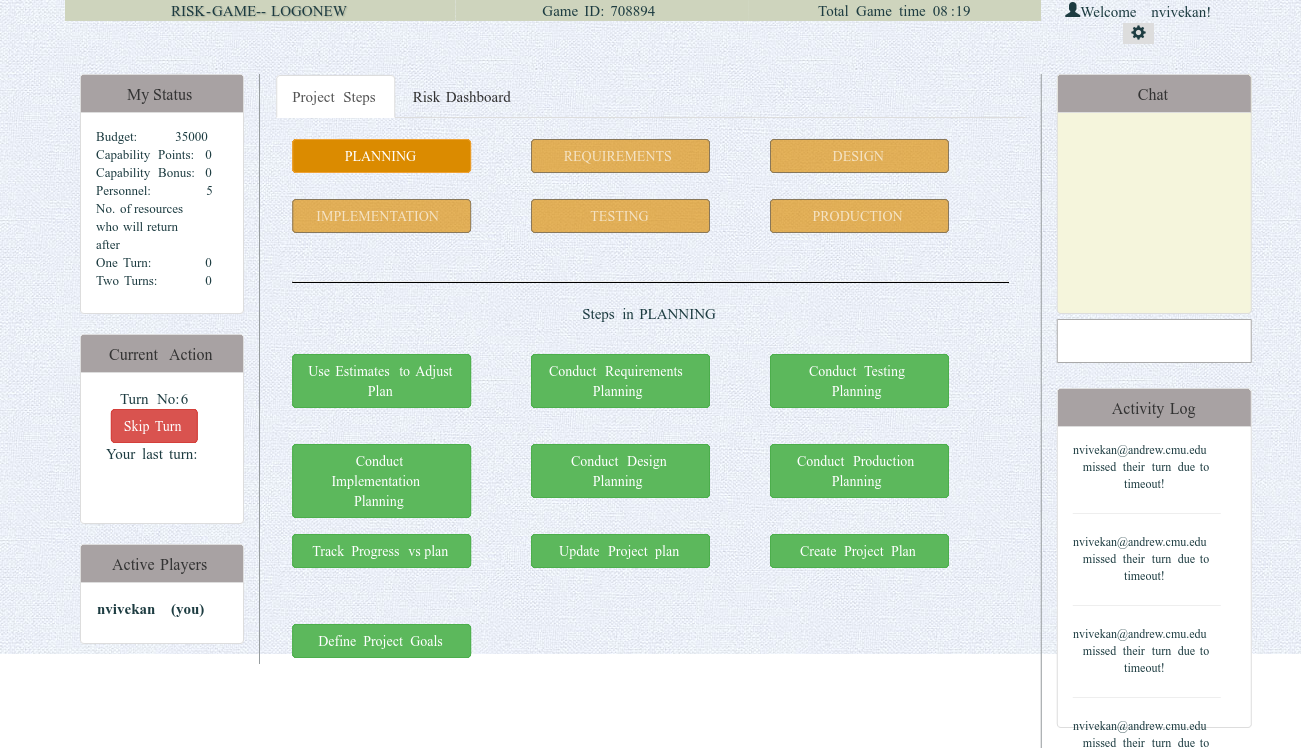 RISK-GAME-- LOGONEW
Game ID: 708894
Total Game time 08:19
Welcome nvivekan!
My Status
Budget: 35000
Capability Points: 0
Capability Bonus: 0
Personnel: 5
No. of resources
who will return
after
One Turn: 0
Two Turns: 0
Current Action
Turn No:6
Skip Turn
Your last turn:
Active Players
nvivekan (you)
Project Steps
Risk Dashboard
PLANNING
REQUIREMENTS
DESIGN
IMPLEMENTATION
TESTING
PRODUCTION
Steps in PLANNING
Use Estimates to Adjust
Plan
Conduct Requirements
Planning
Conduct Testing
Planning
Conduct
Implementation
Planning
Conduct Design
Planning
Conduct Production
Planning
Track Progress vs plan
Update Project plan
Create Project Plan
Define Project Goals
Chat
Activity Log
nvivekan@andrew.cmu.edu
missed their turn due to
timeout!
nvivekan@andrew.cmu.edu
missed their turn due to
timeout!
nvivekan@andrew.cmu.edu
missed their turn due to
timeout!
nvivekan@andrew.cmu.edu
missed their turn due to